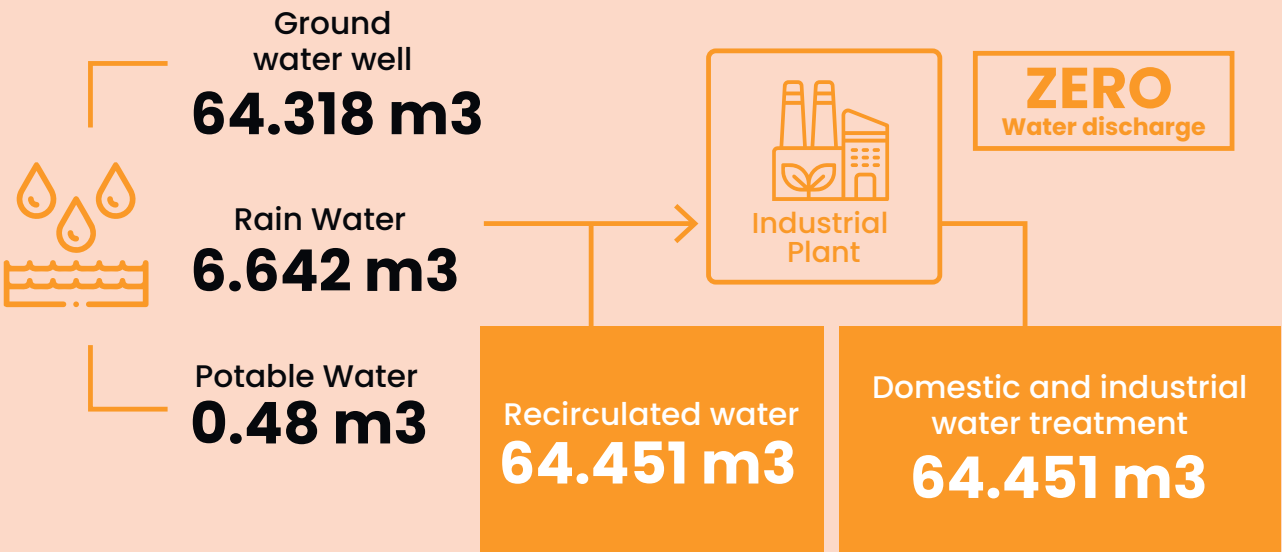 Ground
water well
64.318 m3
Rain Water
6.642 m3
Potable Water
0.48 m3
Industrial
Plant
ZERO
Water discharge
Recirculated water
64.451 m3
Domestic and industrial
water treatment
64.451 m3